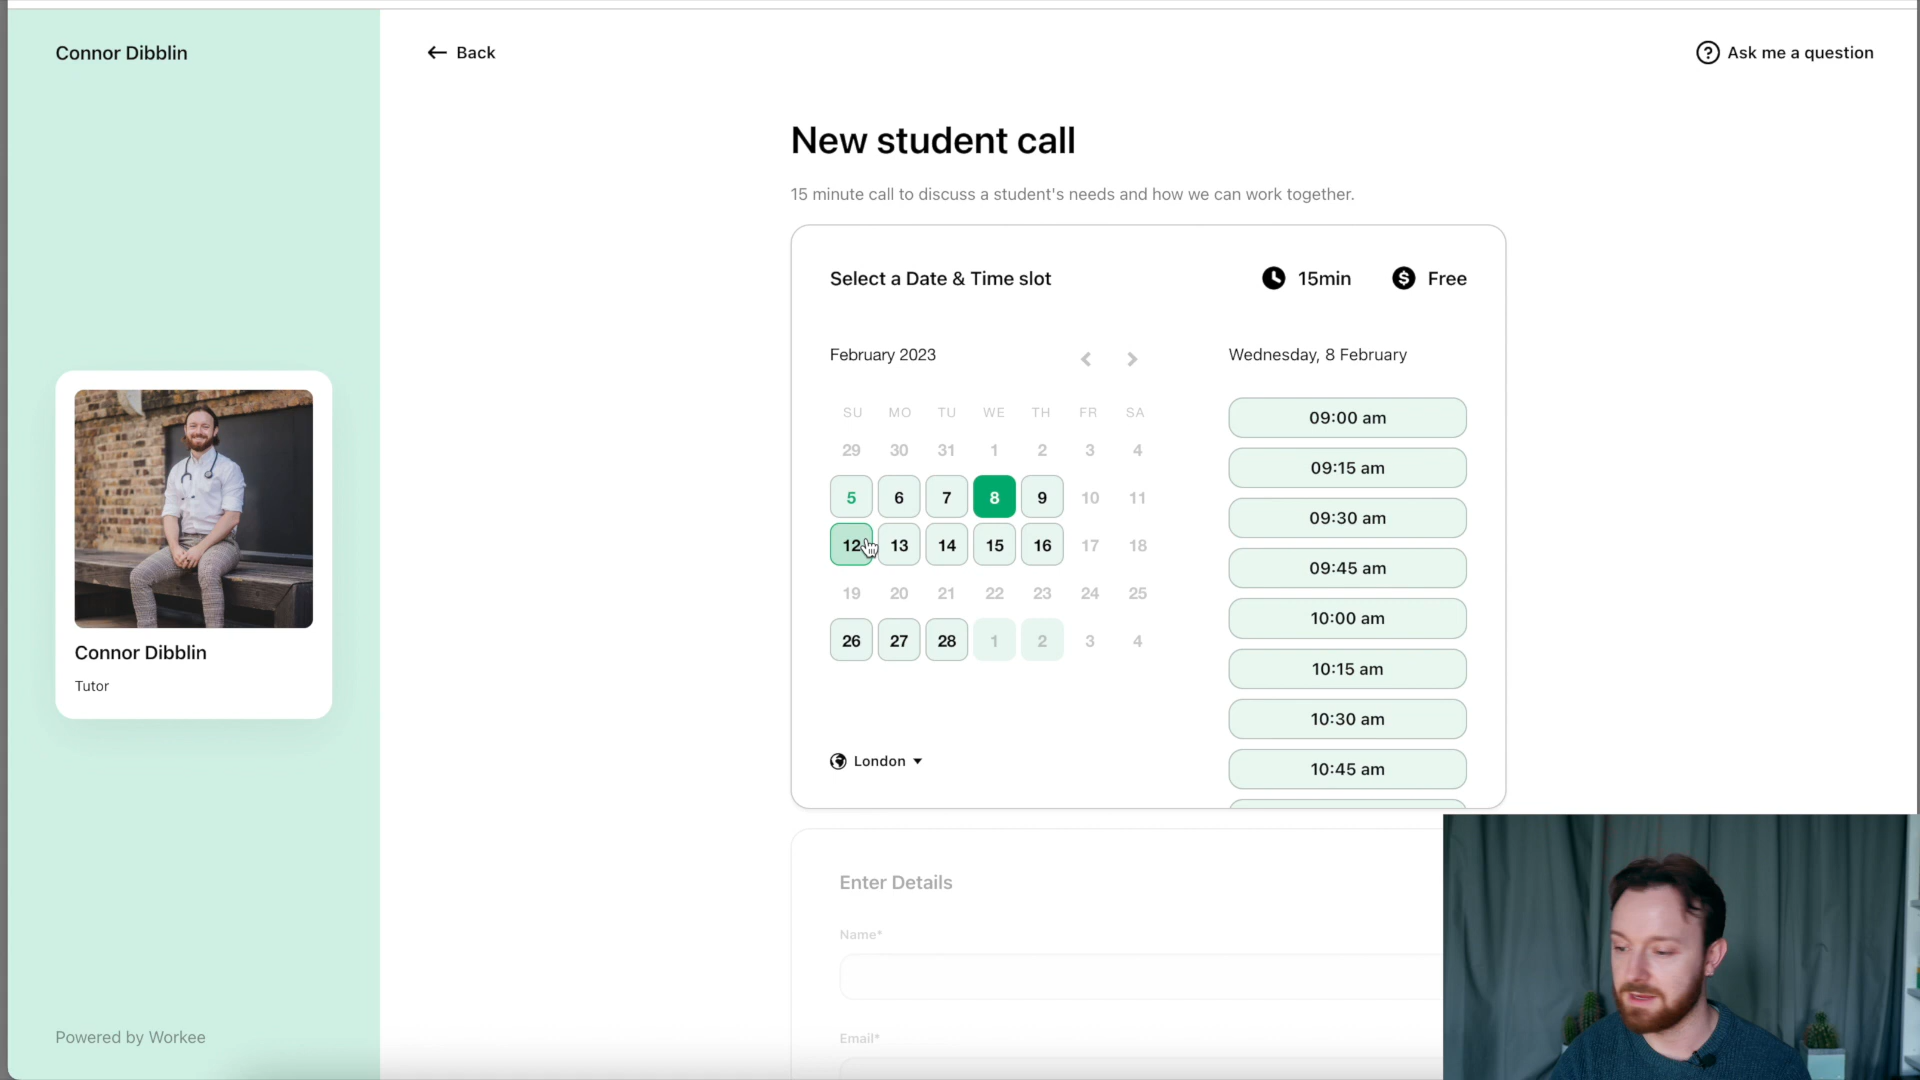 Connor Dibblin
Back
Ask me a question
New student call
15 minute call to discuss a student's needs and how we can work together.
Select a Date & Time slot
15min
Free
February 2023
Wednesday, 8 February
SU MO TU WE TH FR SA
29 30 31 1 2 3 4
5 6 7 8 9 10 11
12 13 14 15 16 17 18
19 20 21 22 23 24 25
26 27 28 1 2 3 4
09:00 am
09:15 am
09:30 am
09:45 am
10:00 am
10:15 am
10:30 am
10:45 am
London
Connor Dibblin
Tutor
Enter Details
Name*
Email*
Powered by Workee